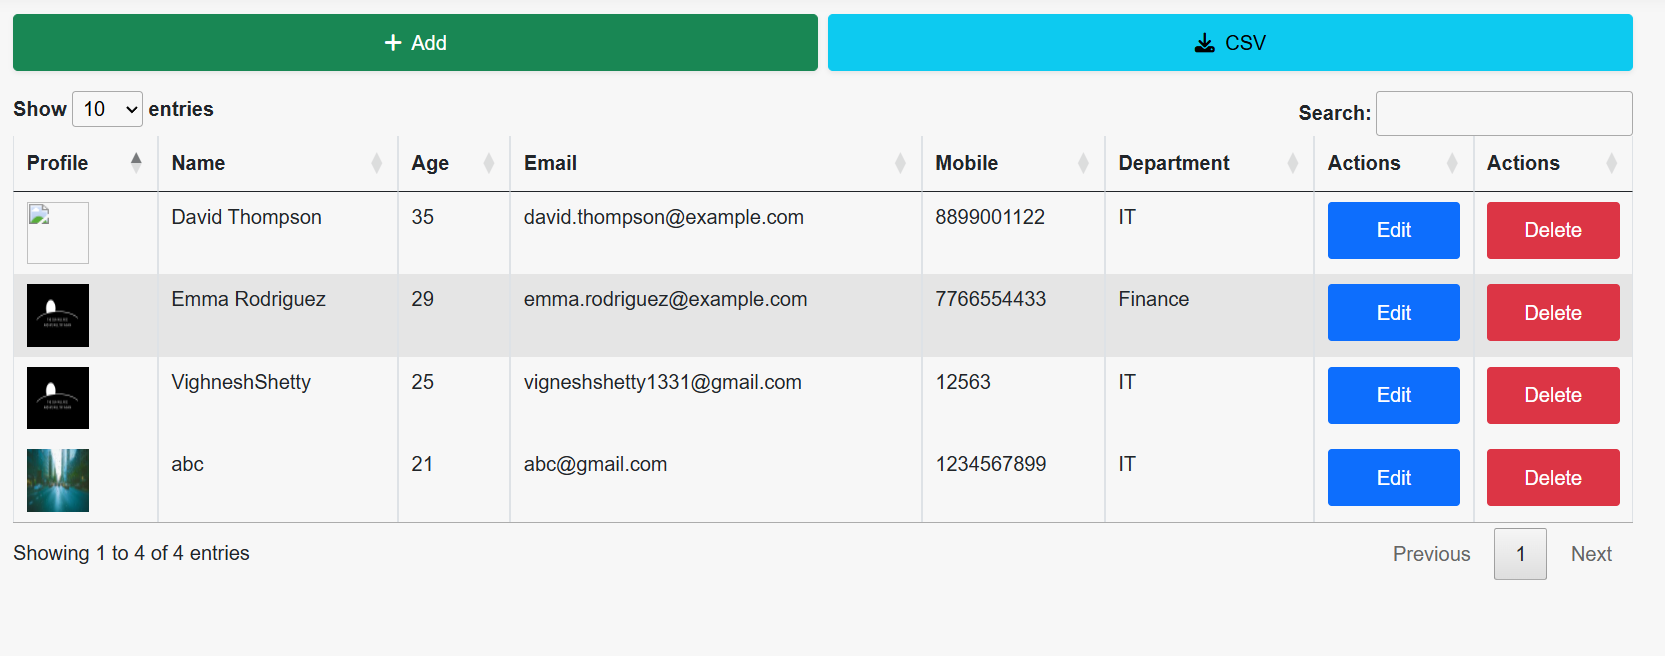 Add CSV
Show 10 entries Search:
Profile Name Age Email Mobile Department Actions Actions
David Thompson 35 david.thompson@example.com 8899001122 IT Edit Delete
Emma Rodriguez 29 emma.rodriguez@example.com 7766554433 Finance Edit Delete
VighneshShetty 25 vigneshshetty1331@gmail.com 12563 IT Edit Delete
abc 21 abc@gmail.com 1234567899 IT Edit Delete
Showing 1 to 4 of 4 entries Previous 1 Next